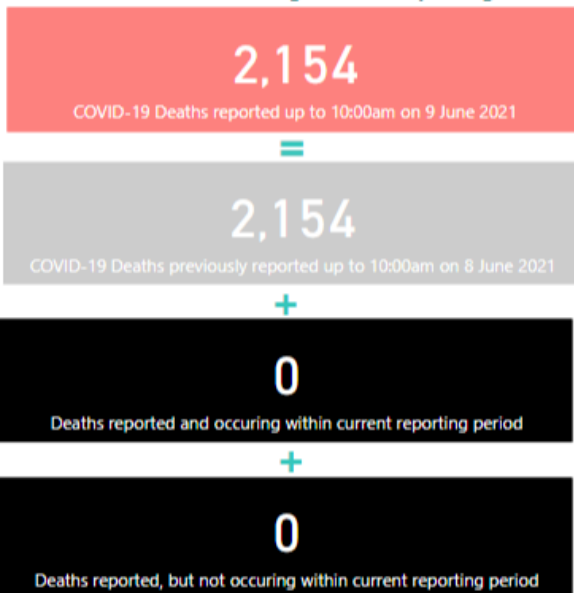 2,154
COVID-19 Deaths reported up to 10:00am on 9 June 2021
=
2,154
COVID-19 Deaths previously reported up to 10:00am on 8 June 2021
+
0
Deaths reported and occuring within current reporting period
+
0
Deaths reported, but not occuring within current reporting period